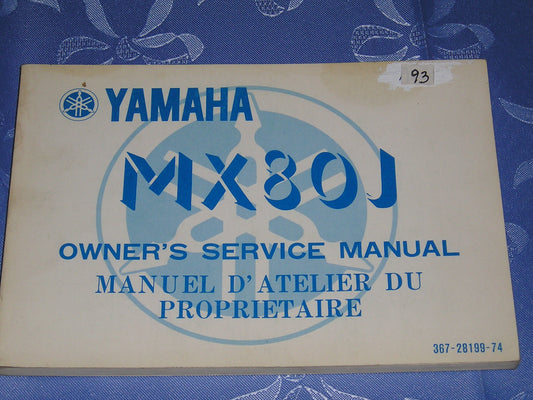 93
YAMAHA
MX80J
OWNER'S SERVICE MANUAL
MANUEL D'ATELIER DU
PROPRIETAIRE
367-28199-74